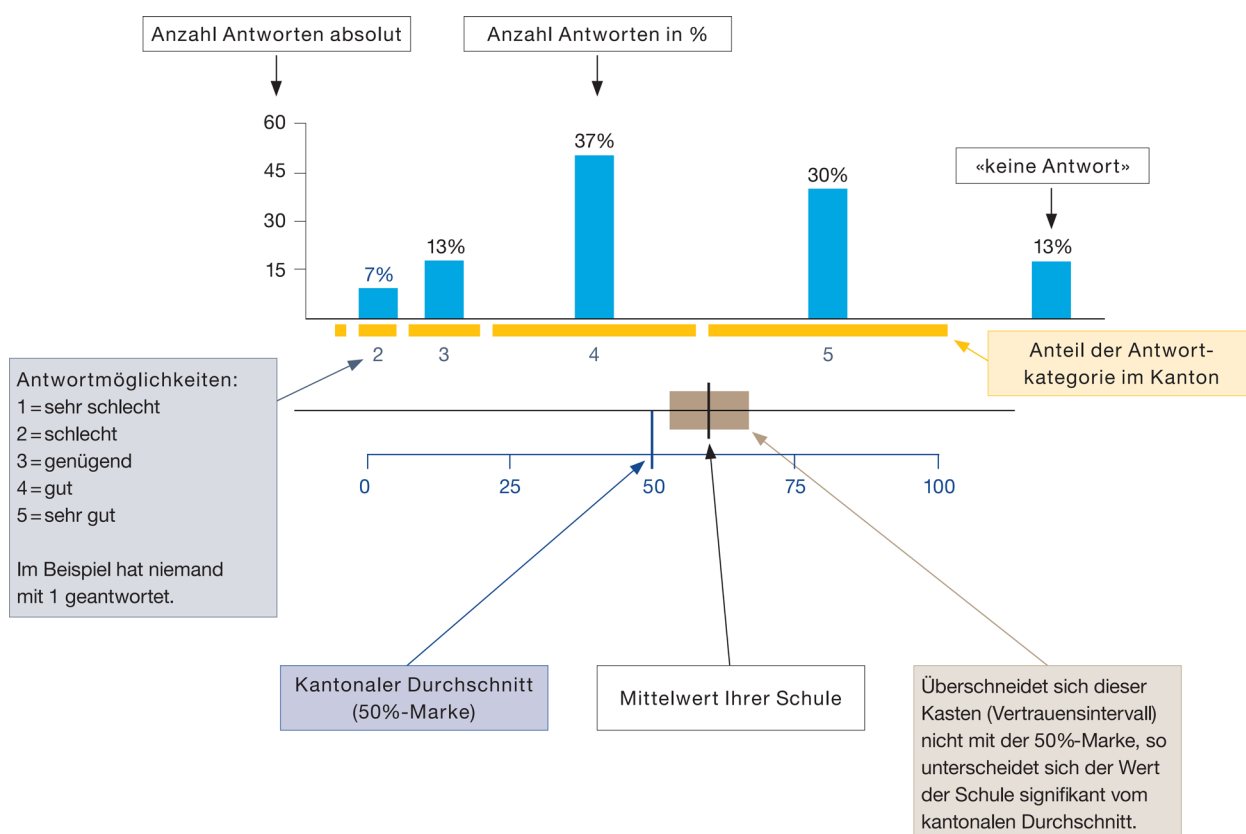 Anzahl Antworten absolut
Anzahl Antworten in %
«keine Antwort»
60
45
30
15
7%
13%
37%
30%
13%
2
3
4
5
Anteil der Antwort-
kategorie im Kanton
Antwortmöglichkeiten:
1 = sehr schlecht
2 = schlecht
3 = genügend
4 = gut
5 = sehr gut
Im Beispiel hat niemand
mit 1 geantwortet.
0
25
50
75
100
Kantonaler Durchschnitt
(50%-Marke)
Mittelwert Ihrer Schule
Überschneidet sich dieser
Kasten (Vertrauensintervall)
nicht mit der 50%-Marke, so
unterscheidet sich der Wert
der Schule signifikant vom
kantonalen Durchschnitt.